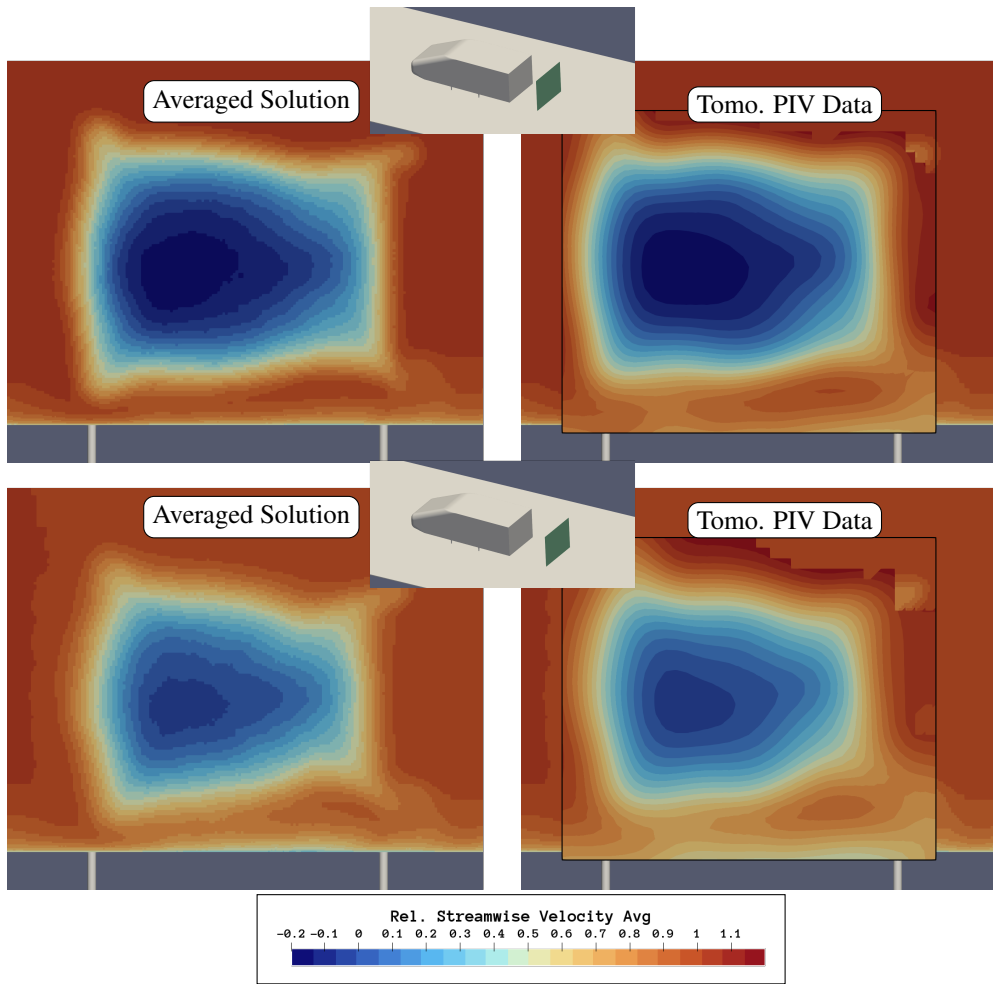 Averaged Solution
Tomo. PIV Data
Averaged Solution
Tomo. PIV Data
Rel. Streamwise Velocity Avg
-0.2 -0.1 0 0.1 0.2 0.3 0.4 0.5 0.6 0.7 0.8 0.9 1 1.1